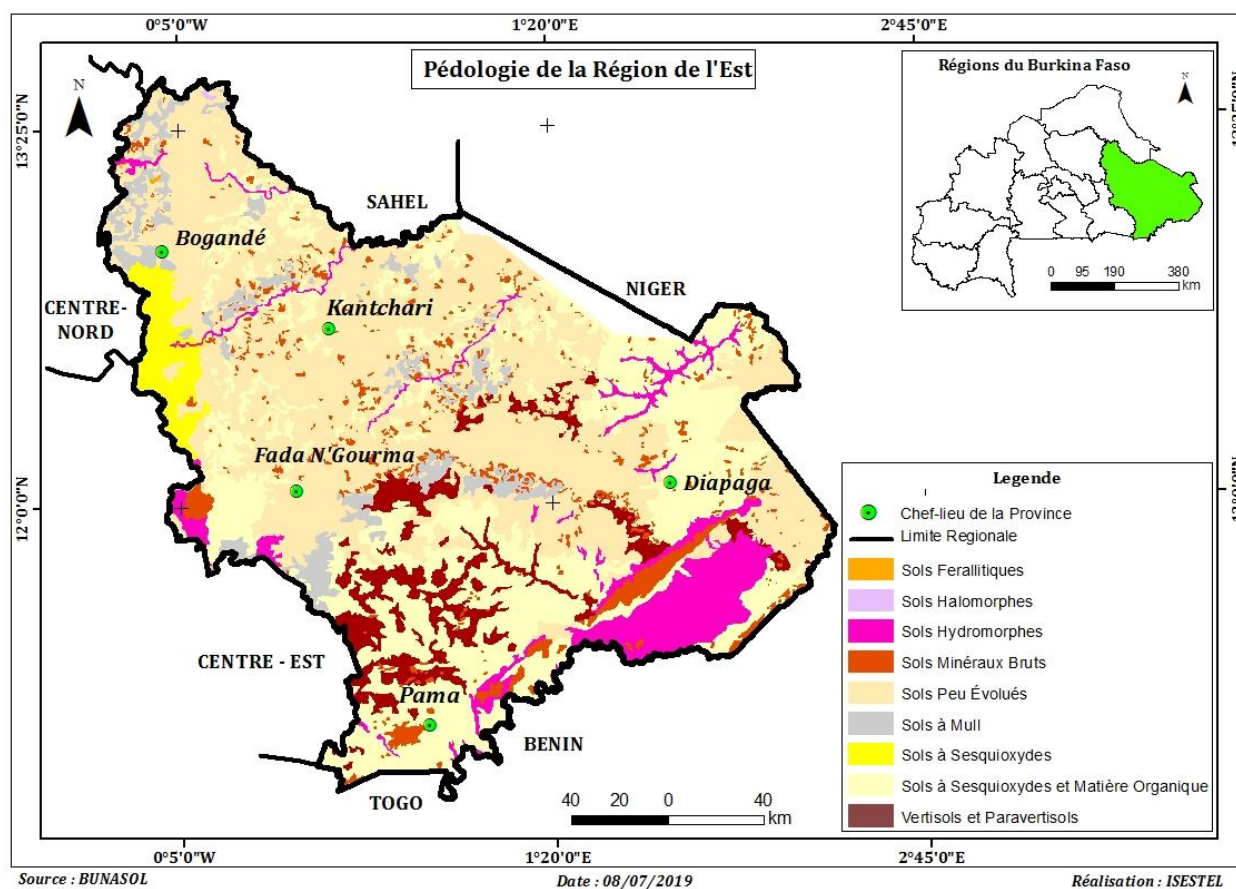 0°5'0"W 1°20'0"E 2°45'0"E
Pédologie de la Région de l'Est
Régions du Burkina Faso
N
N
13°25'0"N
0 95 190 380
km
SAHEL
Bogandé
NIGER
CENTRE-
NORD
Kantchari
Fada N'Gourma
Diapaga
12°0'0"N
Legende
Chef-lieu de la Province
Limite Regionale
Sols Ferallitiques
Sols Halomorphes
Sols Hydromorphes
Sols Minéraux Bruts
Sols Peu Évolués
Sols à Mull
Sols à Sesquioxydes
Sols à Sesquioxydes et Matière Organique
Vertisols et Paravertisols
CENTRE - EST
Pama
BENIN
TOGO
40 20 0 40
km
0°5'0"W 1°20'0"E 2°45'0"E
Source : BUNASOL Date : 08/07/2019 Réalisation : ISESTEL